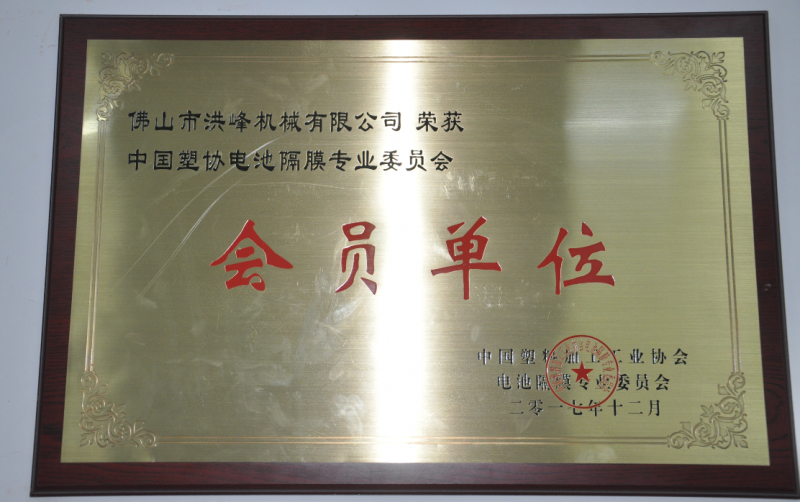 佛山市洪峰机械有限公司 荣获
中国塑协电池隔膜专业委员会
会员单位
中国塑料加工工业协会
电池隔膜专业委员会
二零一七年十二月